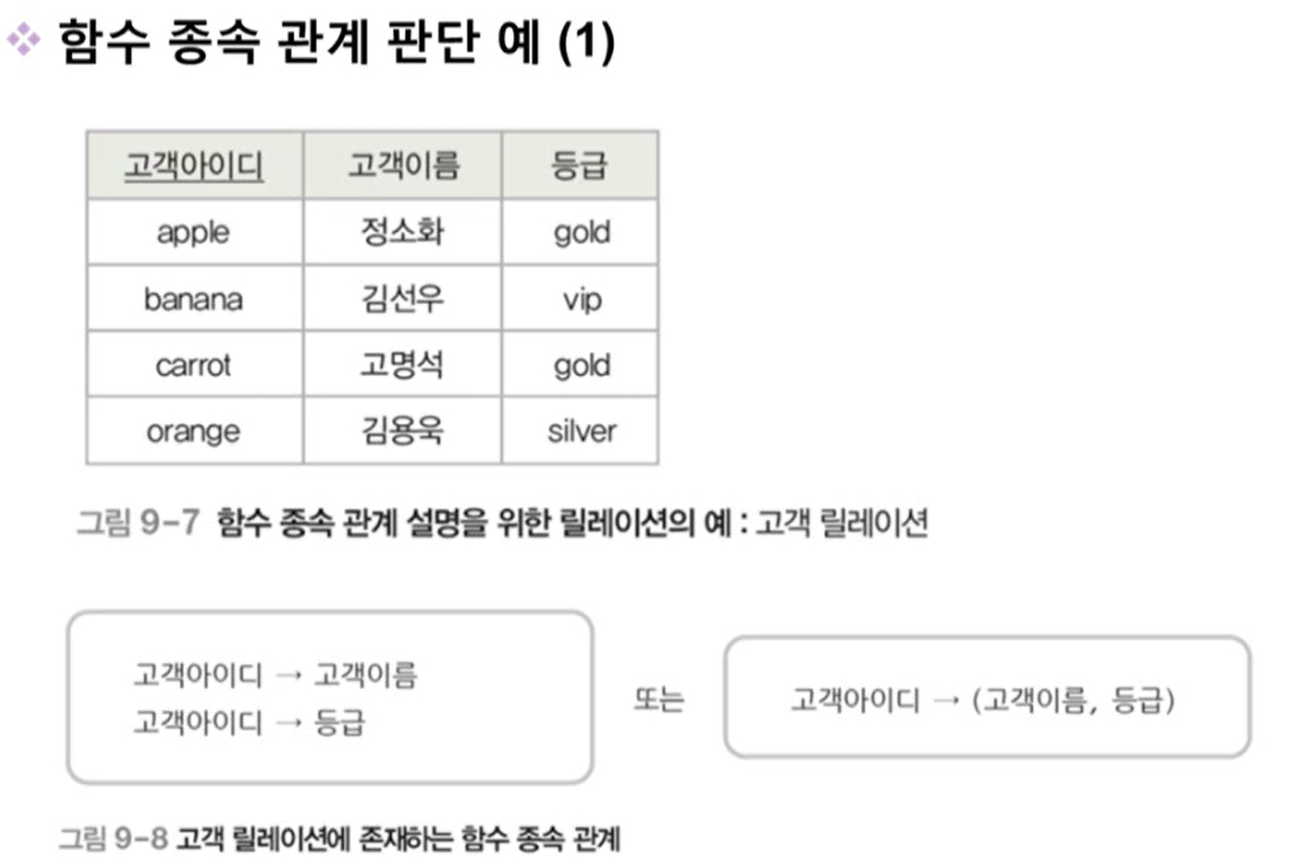 ❖ 함수 종속 관계 판단 예 (1)
고객아이디 고객이름 등급
apple 정소화 gold
banana 김선우 vip
carrot 고명석 gold
orange 김용욱 silver
그림 9-7 함수 종속 관계 설명을 위한 릴레이션의 예 : 고객 릴레이션
고객아이디 → 고객이름
고객아이디 → 등급
또는
고객아이디 → (고객이름, 등급)
그림 9-8 고객 릴레이션에 존재하는 함수 종속 관계